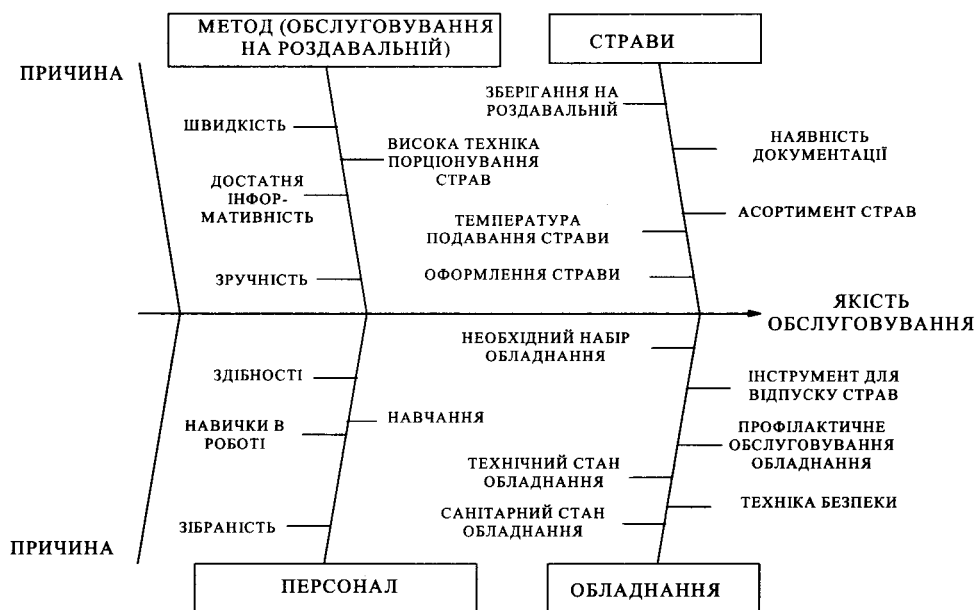 МЕТОД (ОБСЛУГОВУВАННЯ
НА РОЗДАВАЛЬНІЙ)
СТРАВИ
ПРИЧИНА
ШВИДКІСТЬ
ВИСОКА ТЕХНІКА
ПОРЦІОНУВАННЯ
СТРАВ
ДОСТАТНЯ
ІНФОР-
МАТИВНІСТЬ
ЗРУЧНІСТЬ
ЗБЕРІГАННЯ НА
РОЗДАВАЛЬНІЙ
НАЯВНІСТЬ
ДОКУМЕНТАЦІЇ
АСОРТИМЕНТ СТРАВ
ТЕМПЕРАТУРА
ПОДАВАННЯ СТРАВИ
ОФОРМЛЕННЯ СТРАВИ
ЯКІСТЬ
ОБСЛУГОВУВАННЯ
ЗДІБНОСТІ
НАВЧАННЯ
НАВИЧКИ В
РОБОТІ
ЗІБРАНІСТЬ
НЕОБХІДНИЙ НАБІР
ОБЛАДНАННЯ
ІНСТРУМЕНТ ДЛЯ
ВІДПУСКУ СТРАВ
ПРОФІЛАКТИЧНЕ
ОБСЛУГОВУВАННЯ
ОБЛАДНАННЯ
ТЕХНІЧНИЙ СТАН
ОБЛАДНАННЯ
ТЕХНІКА БЕЗПЕКИ
САНІТАРНИЙ СТАН
ОБЛАДНАННЯ
ПРИЧИНА
ПЕРСОНАЛ
ОБЛАДНАННЯ